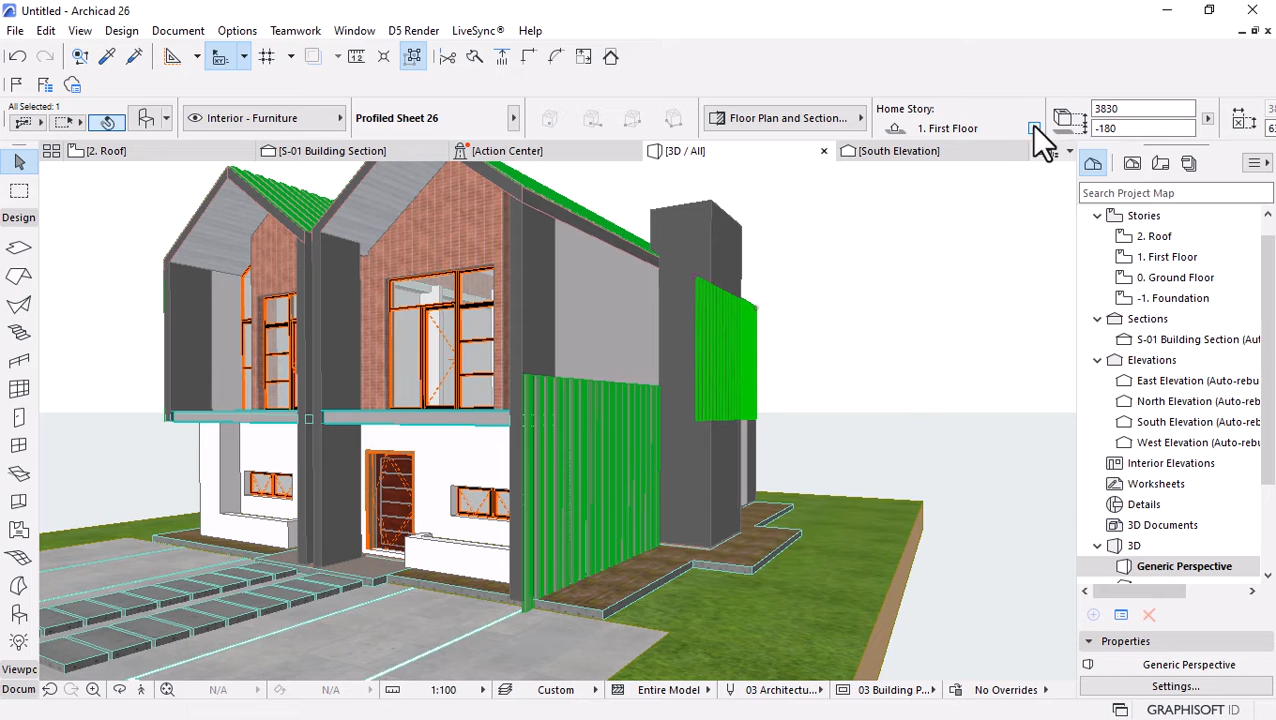 Untitled - Archicad 26
File Edit View Design Document Options Teamwork Window D5 Render LiveSync® Help
All Selected: 1
Interior - Furniture
Profiled Sheet 26
Floor Plan and Section...
Home Story:
1. First Floor
3830
-180
[2. Roof]
[S-01 Building Section]
[Action Center]
[3D / All]
[South Elevation]
Design
Search Project Map
Stories
2. Roof
1. First Floor
0. Ground Floor
-1. Foundation
Sections
S-01 Building Section (Aut
Elevations
East Elevation (Auto-reb
North Elevation (Auto-re
South Elevation (Auto-re
West Elevation (Auto-reb
Interior Elevations
Worksheets
Details
3D Documents
3D
Generic Perspective
Properties
Generic Perspective
Settings...
Viewpc
Docum
N/A
N/A
1:100
Custom
Entire Model
03 Architectu...
03 Building P...
No Overrides
GRAPHISOFT ID